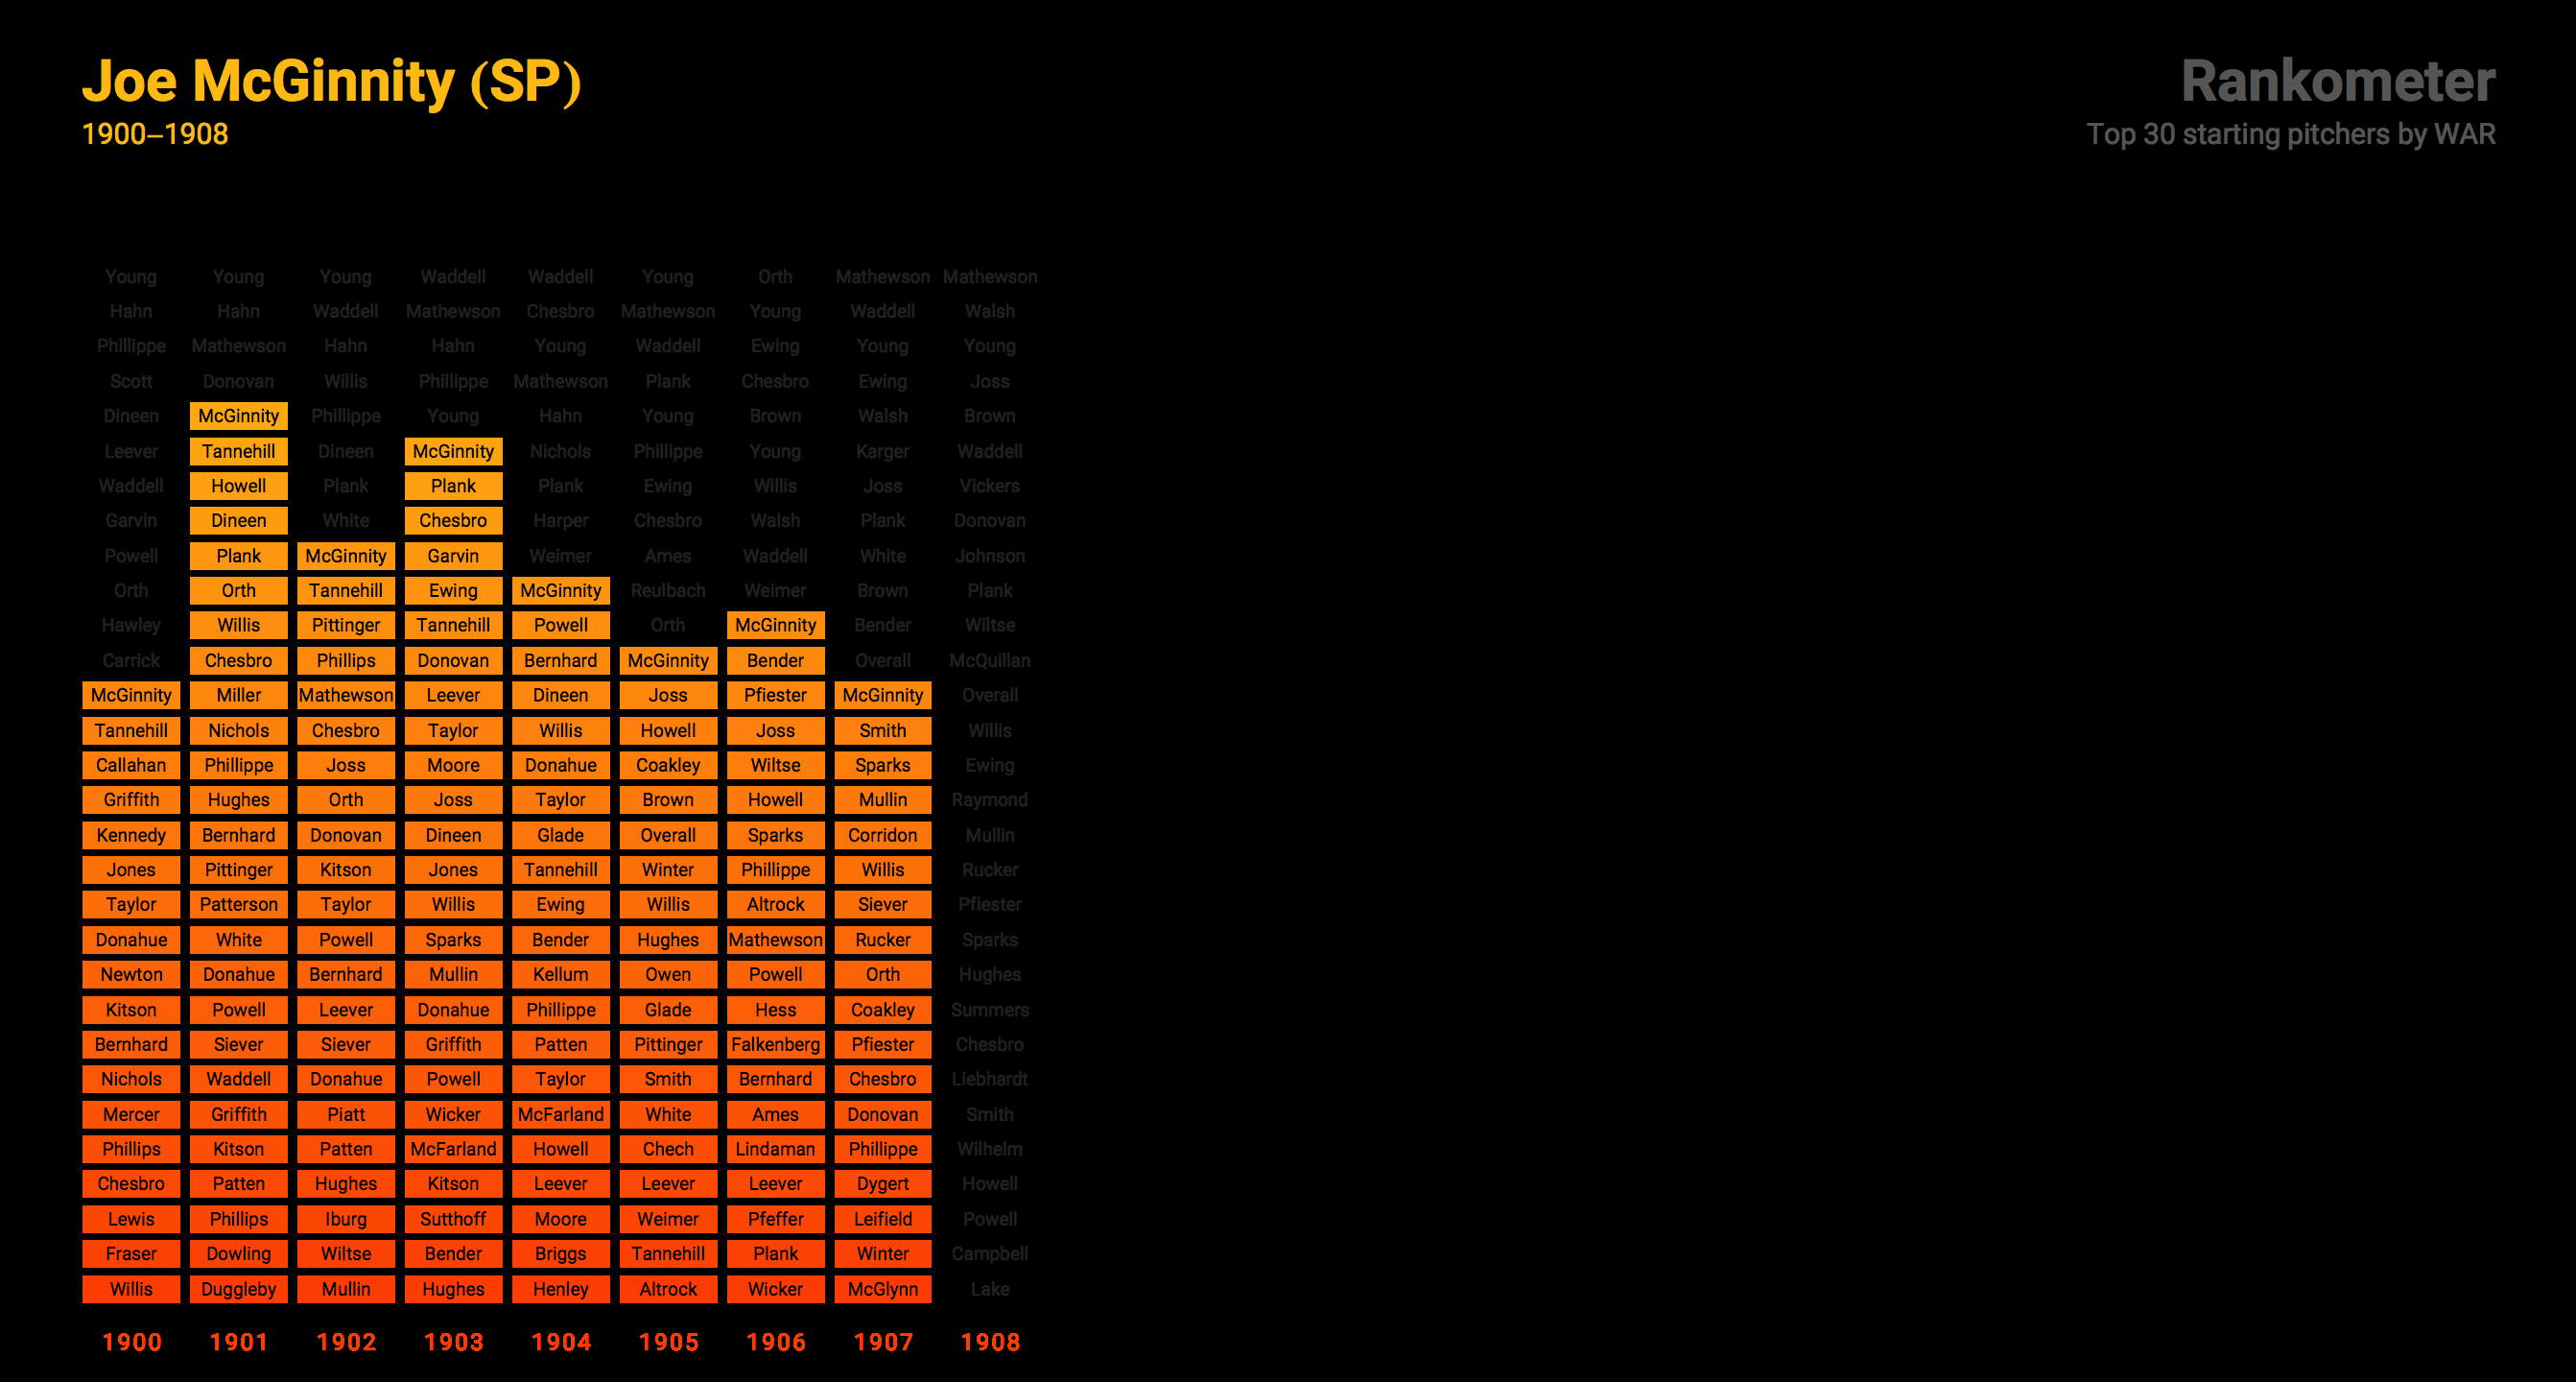 Joe McGinnity (SP)
1900–1908
Rankometer
Top 30 starting pitchers by WAR
Young Young Young Waddell Waddell Young Orth Mathewson Mathewson
Hahn Hahn Waddell Mathewson Chesbro Mathewson Young Waddell Walsh
Phillippe Mathewson Hahn Hahn Young Waddell Ewing Young Young
Scott Donovan Willis Phillippe Mathewson Plank Chesbro Ewing Joss
Dineen McGinnity Phillippe Young Hahn Young Brown Walsh Brown
Leever Tannehill Dineen McGinnity Nichols Phillippe Young Karger Waddell
Waddell Howell Plank Plank Plank Ewing Willis Joss Vickers
Garvin Dineen White Chesbro Harper Chesbro Walsh Plank Donovan
Powell Plank McGinnity Garvin Weimer Ames Waddell White Johnson
Orth Orth Tannehill Ewing McGinnity Reulbach Weimer Brown Plank
Hawley Willis Pittinger Tannehill Powell Orth McGinnity Bender Wiltse
Carrick Chesbro Phillips Donovan Bernhard McGinnity Bender Overall McQuillan
McGinnity Miller Mathewson Leever Dineen Joss Pfiester McGinnity Overall
Tannehill Nichols Chesbro Taylor Willis Howell Joss Smith Willis
Callahan Phillippe Joss Moore Donahue Coakley Wiltse Sparks Ewing
Griffith Hughes Orth Joss Taylor Brown Howell Mullin Raymond
Kennedy Bernhard Donovan Dineen Glade Overall Sparks Corridon Mullin
Jones Pittinger Kitson Jones Tannehill Winter Phillippe Willis Rucker
Taylor Patterson Taylor Willis Ewing Willis Altrock Siever Pfiester
Donahue White Powell Sparks Bender Hughes Mathewson Rucker Sparks
Newton Donahue Bernhard Mullin Kellum Owen Powell Orth Hughes
Kitson Powell Leever Donahue Phillippe Glade Hess Coakley Summers
Bernhard Siever Siever Griffith Patten Pittinger Falkenberg Pfiester Chesbro
Nichols Waddell Donahue Powell Taylor Smith Bernhard Chesbro Liebhardt
Mercer Griffith Piatt Wicker McFarland White Ames Donovan Smith
Phillips Kitson Patten McFarland Howell Chech Lindaman Phillippe Wilhelm
Chesbro Patten Hughes Kitson Leever Leever Leever Dygert Howell
Lewis Phillips Iburg Sutthoff Moore Weimer Pfeffer Leifield Powell
Fraser Dowling Wiltse Bender Briggs Tannehill Plank Winter Campbell
Willis Duggleby Mullin Hughes Henley Altrock Wicker McGlynn Lake
1900 1901 1902 1903 1904 1905 1906 1907 1908